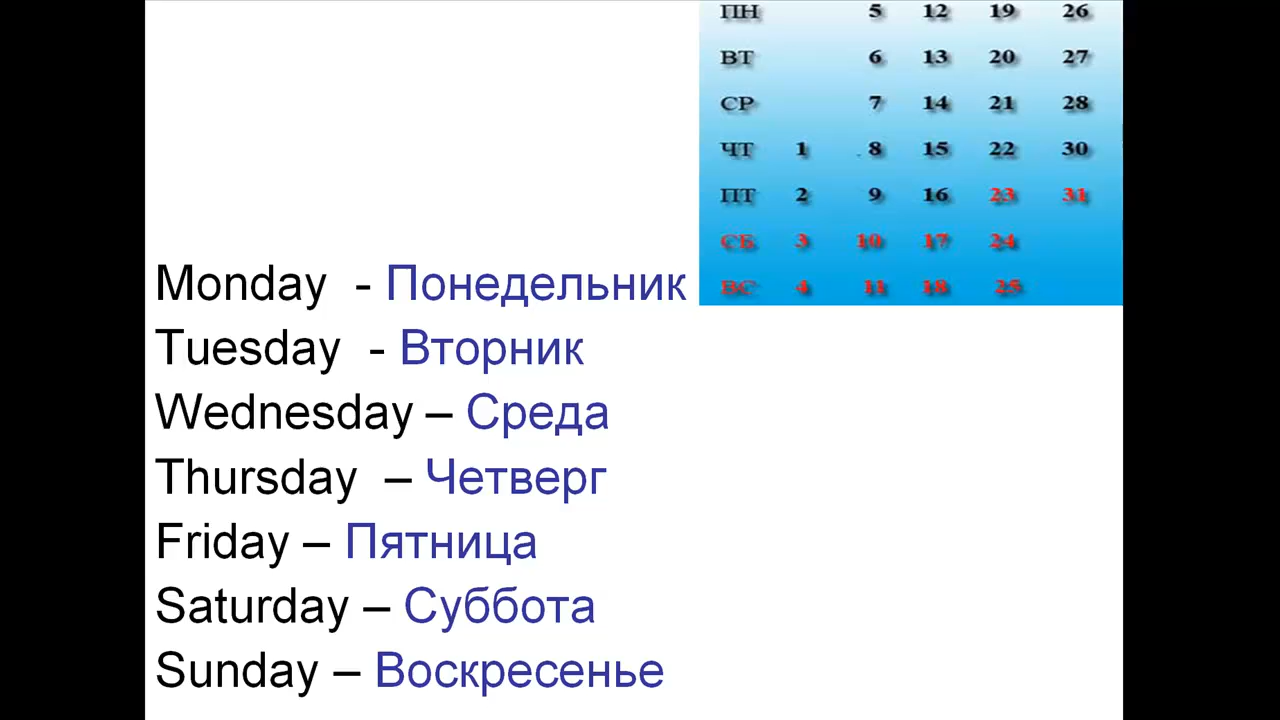 ПН 5 12 19 26
ВТ 6 13 20 27
СР 7 14 21 28
ЧТ 1 8 15 22 30
ПТ 2 9 16 23 31
СБ 3 10 17 24
ВС 4 11 18 25
Monday - Понедельник
Tuesday - Вторник
Wednesday – Среда
Thursday – Четверг
Friday – Пятница
Saturday – Суббота
Sunday – Воскресенье